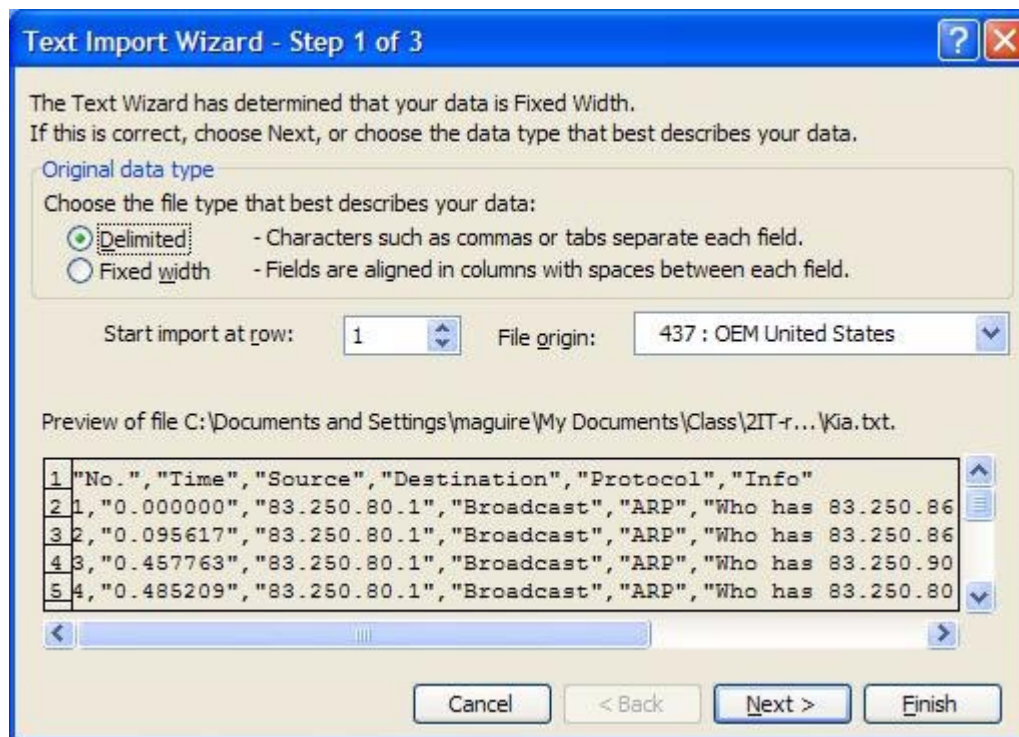 Text Import Wizard - Step 1 of 3
The Text Wizard has determined that your data is Fixed Width.
If this is correct, choose Next, or choose the data type that best describes your data.
Original data type
Choose the file type that best describes your data:
Delimited - Characters such as commas or tabs separate each field.
Fixed width - Fields are aligned in columns with spaces between each field.
Start import at row: 1 File origin: 437 : OEM United States
Preview of file C:\Documents and Settings\maguire\My Documents\Class\2IT-r...\Kia.txt.
1 "No.","Time","Source","Destination","Protocol","Info"
2 1,"0.000000","83.250.80.1","Broadcast","ARP","Who has 83.250.86
3 2,"0.095617","83.250.80.1","Broadcast","ARP","Who has 83.250.86
4 3,"0.457763","83.250.80.1","Broadcast","ARP","Who has 83.250.90
5 4,"0.485209","83.250.80.1","Broadcast","ARP","Who has 83.250.80
Cancel < Back Next > Finish